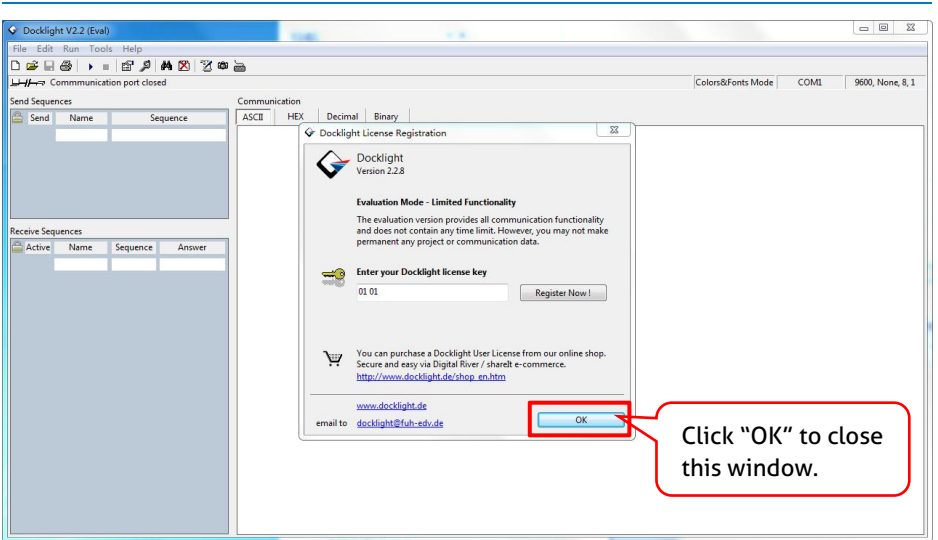 Docklight V2.2 (Eval)
File Edit Run Tools Help
Commmunication port closed
Colors&Fonts Mode COM1 9600, None, 8, 1
Send Sequences
Send Name Sequence
Communication
ASCII HEX Decimal Binary
Docklight License Registration
Docklight
Version 2.2.8
Evaluation Mode - Limited Functionality
The evaluation version provides all communication functionality
and does not contain any time limit. However, you may not make
permanent any project or communication data.
Receive Sequences
Active Name Sequence Answer
Enter your Docklight license key
01 01
Register Now !
You can purchase a Docklight User License from our online shop.
Secure and easy via Digital River / shareIt e-commerce.
http://www.docklight.de/shop_en.htm
www.docklight.de
email to docklight@fuh-edv.de
OK
Click “OK” to close
this window.